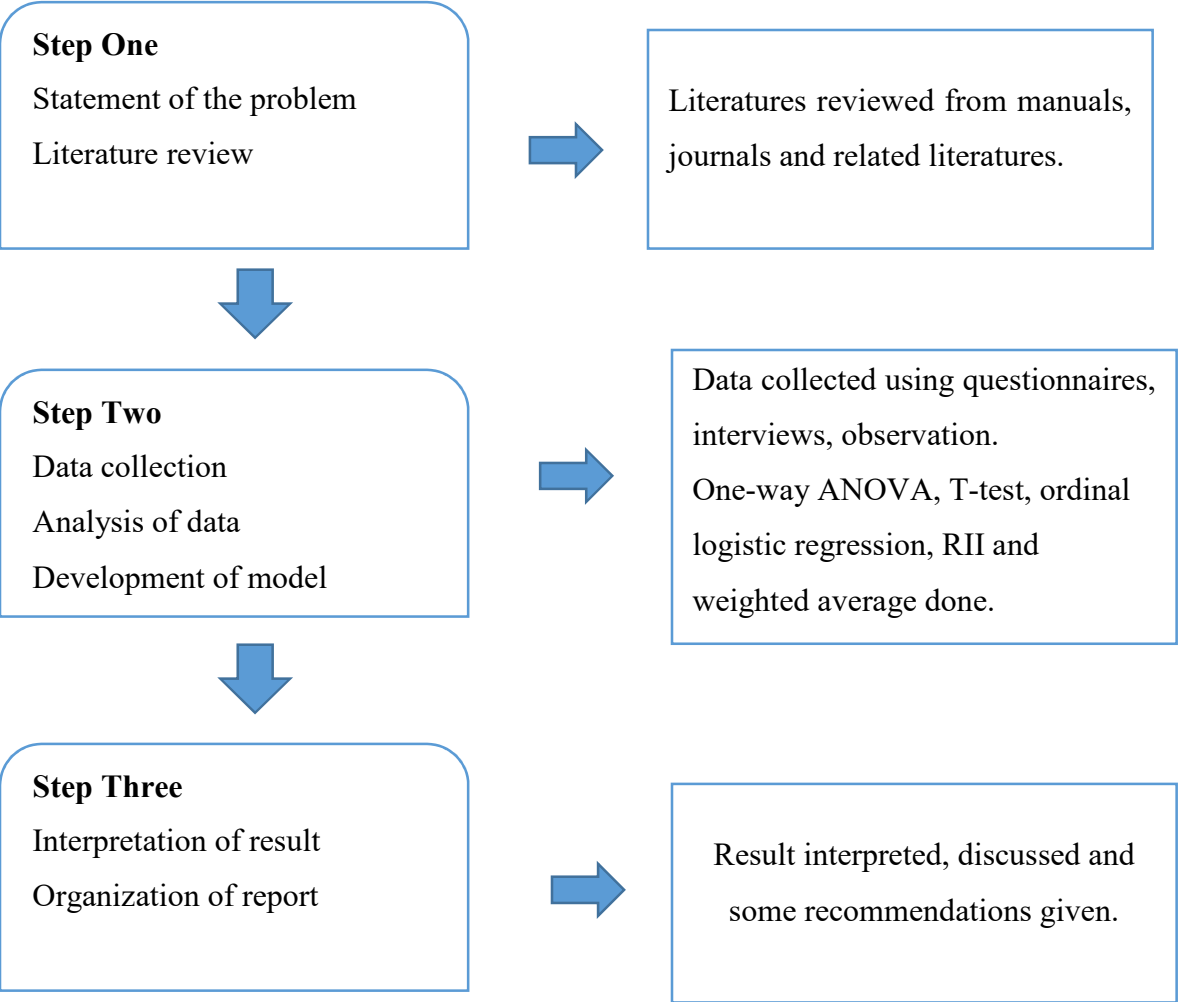 Step One
Statement of the problem
Literature review
Literatures reviewed from manuals,
journals and related literatures.
Step Two
Data collection
Analysis of data
Development of model
Data collected using questionnaires,
interviews, observation.
One-way ANOVA, T-test, ordinal
logistic regression, RII and
weighted average done.
Step Three
Interpretation of result
Organization of report
Result interpreted, discussed and
some recommendations given.